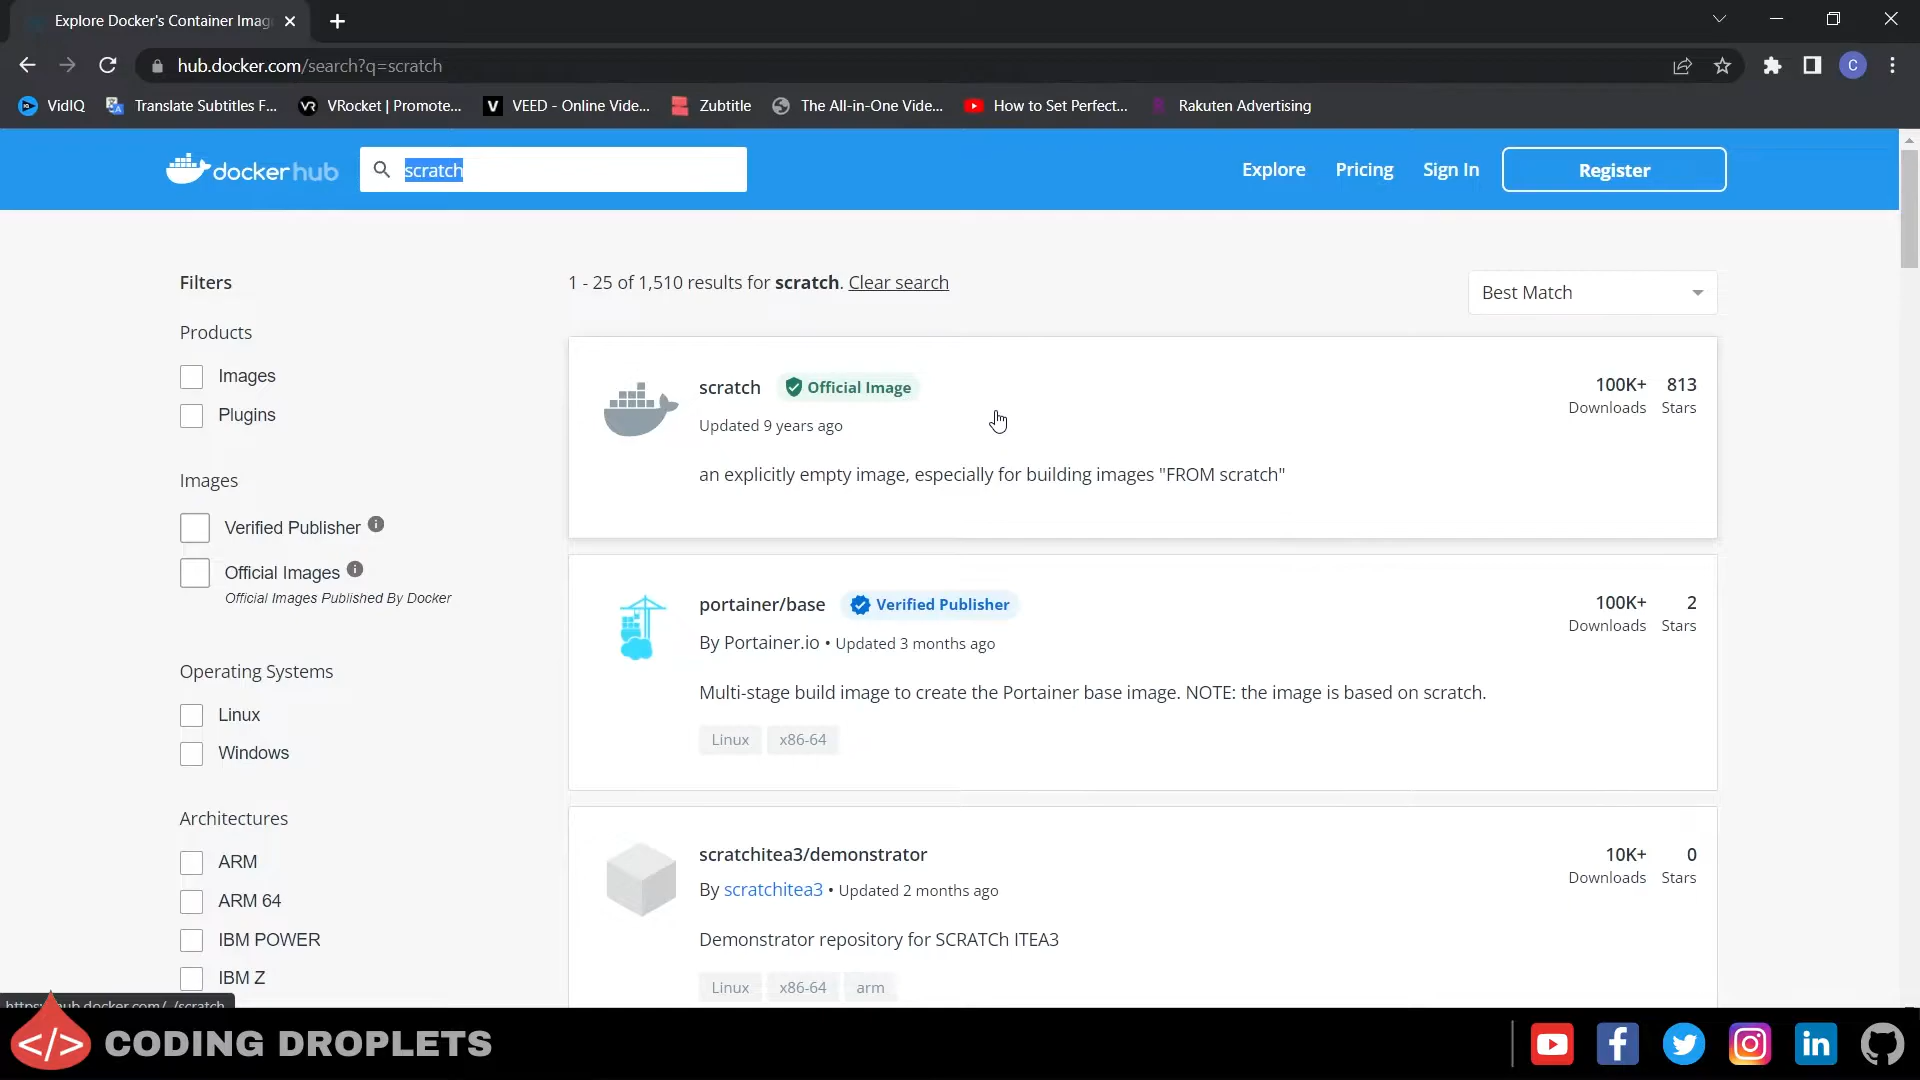 Explore Docker's Container Imag
hub.docker.com/search?q=scratch
C
VidIQ
Translate Subtitles F...
VRocket | Promote...
VEED - Online Vide...
Zubtitle
The All-in-One Vide...
How to Set Perfect...
Rakuten Advertising
dockerhub
scratch
Explore
Pricing
Sign In
Register
Filters
1 - 25 of 1,510 results for scratch. Clear search
Best Match
Products
Images
Plugins
Images
Verified Publisher
Official Images
Official Images Published By Docker
Operating Systems
Linux
Windows
Architectures
ARM
ARM 64
IBM POWER
IBM Z
scratch Official Image
Updated 9 years ago
an explicitly empty image, especially for building images "FROM scratch"
100K+ 813
Downloads Stars
portainer/base Verified Publisher
By Portainer.io • Updated 3 months ago
Multi-stage build image to create the Portainer base image. NOTE: the image is based on scratch.
Linux x86-64
100K+ 2
Downloads Stars
scratchitea3/demonstrator
By scratchitea3 • Updated 2 months ago
Demonstrator repository for SCRATCh ITEA3
Linux x86-64 arm
10K+ 0
Downloads Stars
</> CODING DROPLETS